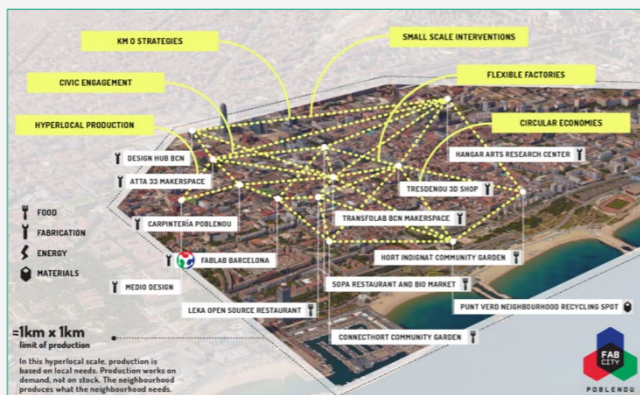 KM 0 STRATEGIES
SMALL SCALE INTERVENTIONS
CIVIC ENGAGEMENT
FLEXIBLE FACTORIES
HYPERLOCAL PRODUCTION
CIRCULAR ECONOMIES
DESIGN HUB BCN
HANGAR ARTS RESEARCH CENTER
ATTA 33 MAKERSPACE
TRESDENOU 3D SHOP
CARPINTERÍA POBLENOU
TRANSFOLAB BCN MAKERSPACE
FABLAB BARCELONA
HORT INDIGNAT COMMUNITY GARDEN
MEDIO DESIGN
SOPA RESTAURANT AND BIO MARKET
LEKA OPEN SOURCE RESTAURANT
PUNT VERD NEIGHBOURHOOD RECYCLING SPOT
CONNECTHORT COMMUNITY GARDEN
FOOD
FABRICATION
ENERGY
MATERIALS
=1km x 1km
limit of production
In this hyperlocal scale, production is
based on local needs. Production works on
demand, not on stock. The neighbourhood
produces what the neighbourhood needs.
FAB
CITY
POBLENOU